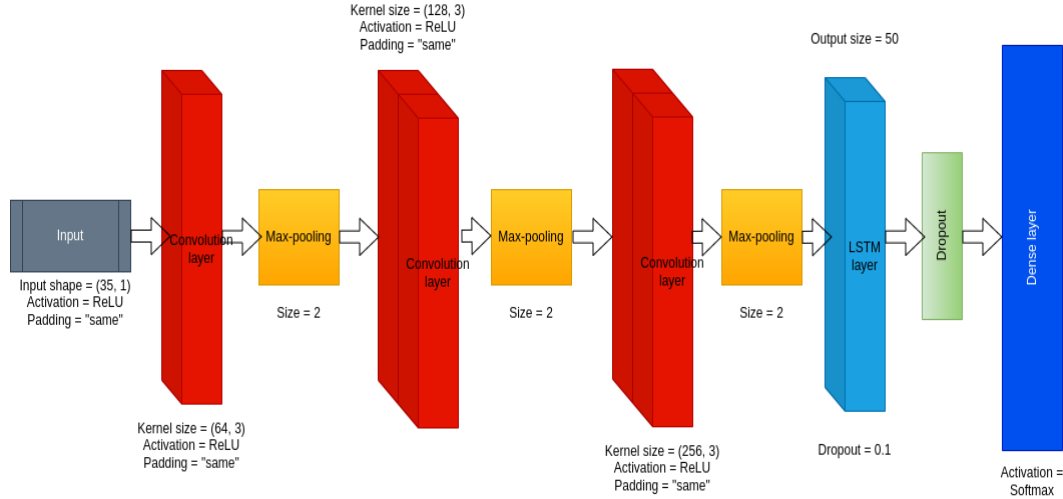 Kernel size = (128, 3)
Activation = ReLU
Padding = "same"
Output size = 50
Input
Convolution
layer
Max-pooling
Convolution
layer
Max-pooling
Convolution
layer
Max-pooling
LSTM
layer
Dropout
Dense layer
Input shape = (35, 1)
Activation = ReLU
Padding = "same"
Size = 2
Size = 2
Size = 2
Kernel size = (64, 3)
Activation = ReLU
Padding = "same"
Kernel size = (256, 3)
Activation = ReLU
Padding = "same"
Dropout = 0.1
Activation =
Softmax